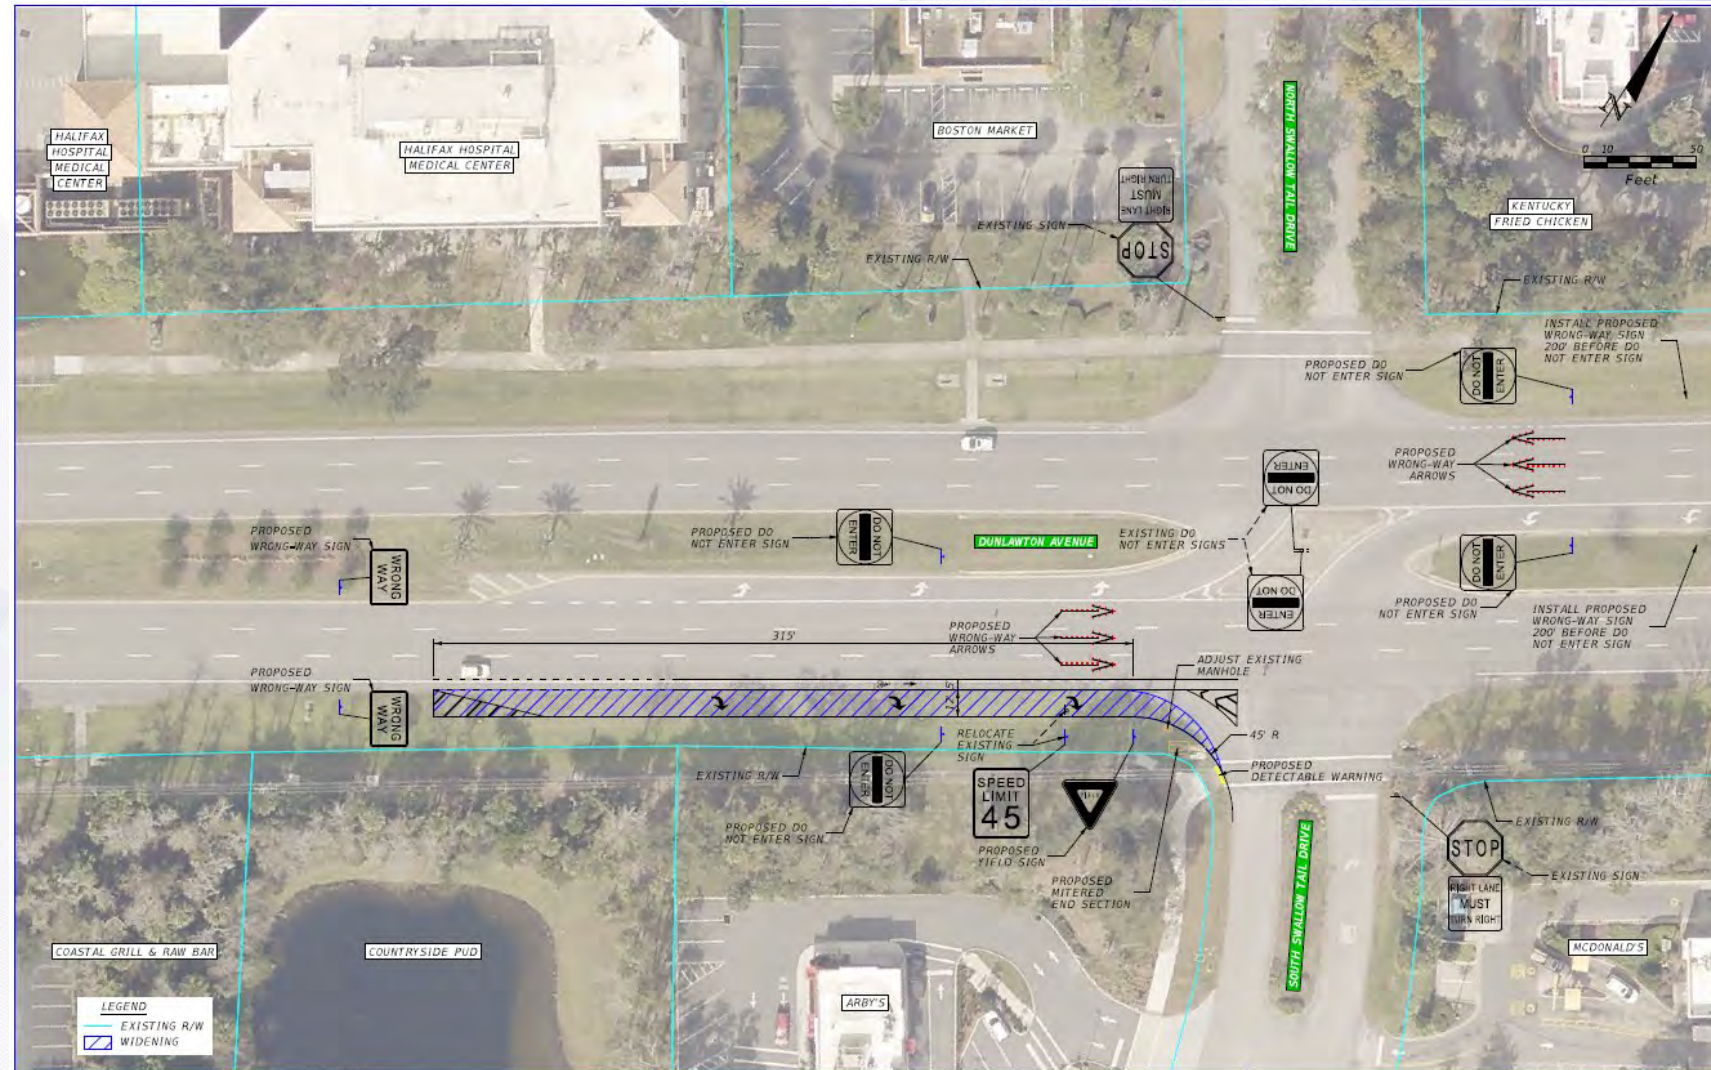 HALIFAX
HOSPITAL
MEDICAL
CENTER
HALIFAX HOSPITAL
MEDICAL CENTER
BOSTON MARKET
NORTH SWALLOW TAIL DRIVE
N
0 10 50
Feet
KENTUCKY
FRIED CHICKEN
RIGHT LANE
MUST
TURN RIGHT
STOP
EXISTING SIGN
EXISTING R/W
EXISTING R/W
INSTALL PROPOSED
WRONG-WAY SIGN
200' BEFORE DO
NOT ENTER SIGN
PROPOSED DO
NOT ENTER SIGN
DO NOT
ENTER
PROPOSED
WRONG-WAY
ARROWS
DO NOT
ENTER
PROPOSED
WRONG-WAY SIGN
WRONG
WAY
PROPOSED DO
NOT ENTER SIGN
DO NOT
ENTER
DUNLAWTON AVENUE
EXISTING DO
NOT ENTER SIGNS
DO NOT
ENTER
DO NOT
ENTER
PROPOSED DO
NOT ENTER SIGN
INSTALL PROPOSED
WRONG-WAY SIGN
200' BEFORE DO
NOT ENTER SIGN
315'
PROPOSED
WRONG-WAY
ARROWS
ADJUST EXISTING
MANHOLE
PROPOSED
WRONG-WAY SIGN
WRONG
WAY
5'
12'
RELOCATE
EXISTING
SIGN
45' R
EXISTING R/W
PROPOSED
DETECTABLE WARNING
DO NOT
ENTER
SPEED
LIMIT
45
YIELD
PROPOSED DO
NOT ENTER SIGN
PROPOSED
YIELD SIGN
PROPOSED
MITERED
END SECTION
EXISTING R/W
STOP
RIGHT LANE
MUST
TURN RIGHT
EXISTING SIGN
SOUTH SWALLOW TAIL DRIVE
COASTAL GRILL & RAW BAR
COUNTRYSIDE PUD
ARBY'S
MCDONALD'S
LEGEND
EXISTING R/W
WIDENING